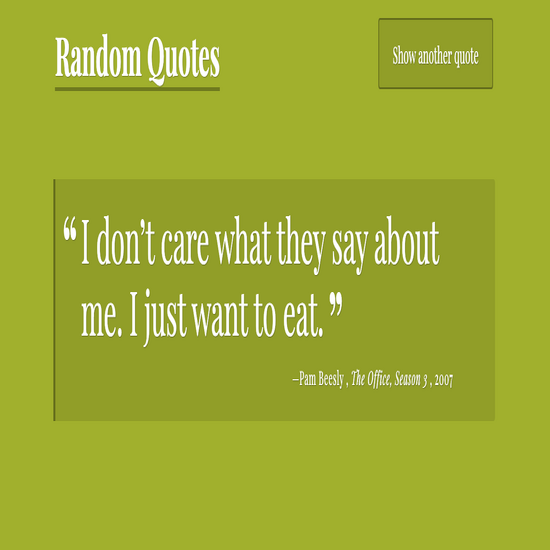 Random Quotes
Show another quote
“I don’t care what they say about
me. I just want to eat.”
–Pam Beesly , The Office, Season 3 , 2007